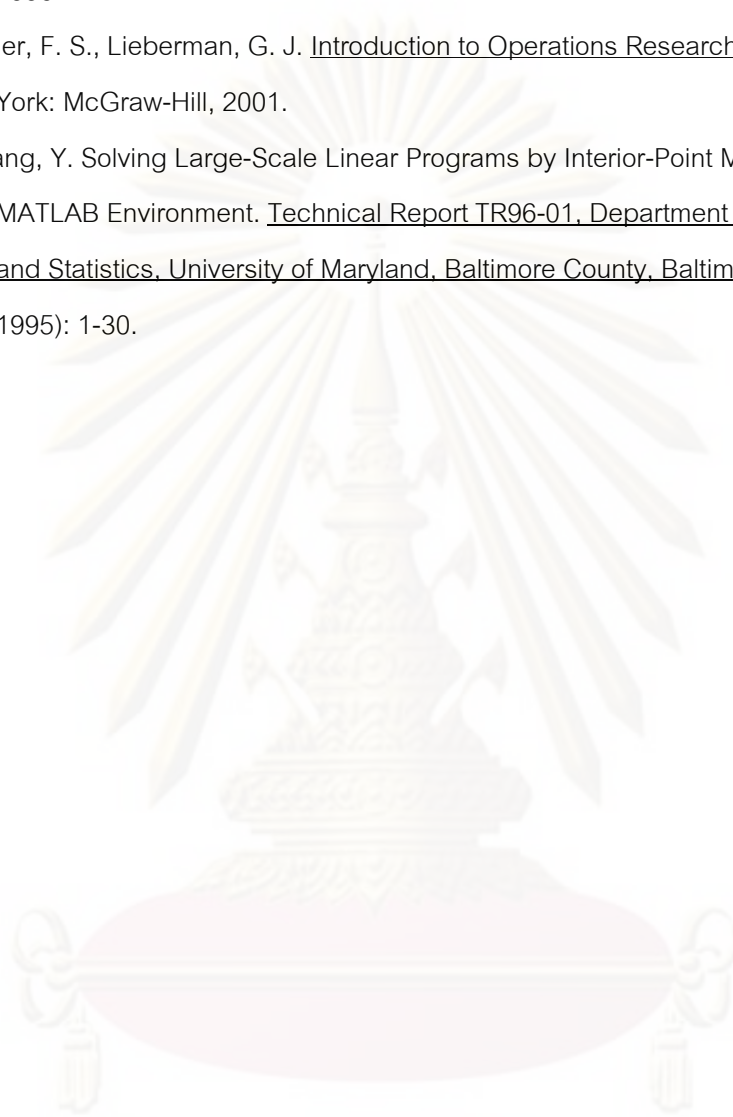 er, F. S., Lieberman, G. J. Introduction to Operations Research
York: McGraw-Hill, 2001.
ang, Y. Solving Large-Scale Linear Programs by Interior-Point M
MATLAB Environment. Technical Report TR96-01, Department
and Statistics, University of Maryland, Baltimore County, Baltim
1995): 1-30.